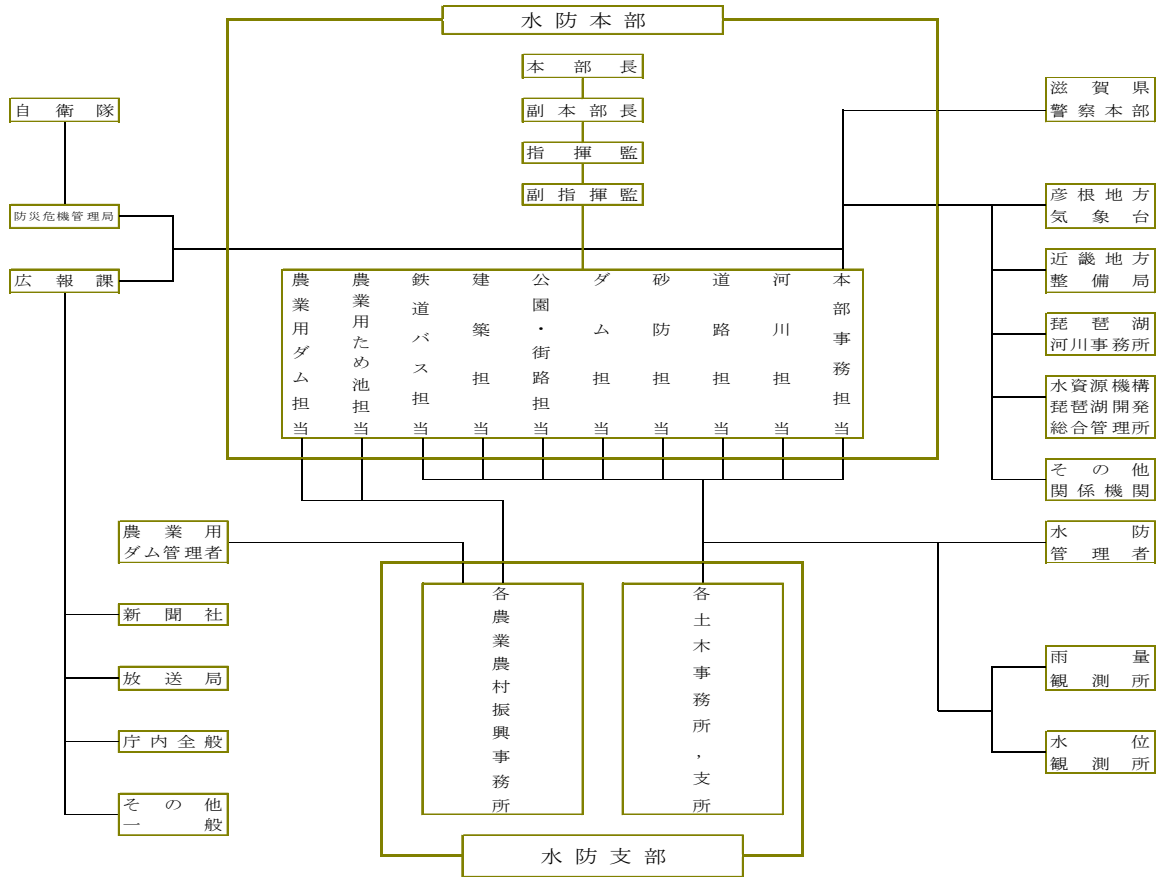 水防本部
本部長
副本部長
指揮監
副指揮監
自衛隊
防災危機管理局
広報課
滋賀県
警察本部
彦根地方
気象台
近畿地方
整備局
琵琶湖
河川事務所
水資源機構
琵琶湖開発
総合管理所
その他
関係機関
農業用ダム担当
農業用ため池担当
鉄道バス担当
建築担当
公園・街路担当
ダム担当
砂防担当
道路担当
河川担当
本部事務担当
農業用
ダム管理者
水防
管理者
新聞社
放送局
庁内全般
その他
一般
各農業農村振興事務所
各土木事務所，支所
雨量
観測所
水位
観測所
水防支部